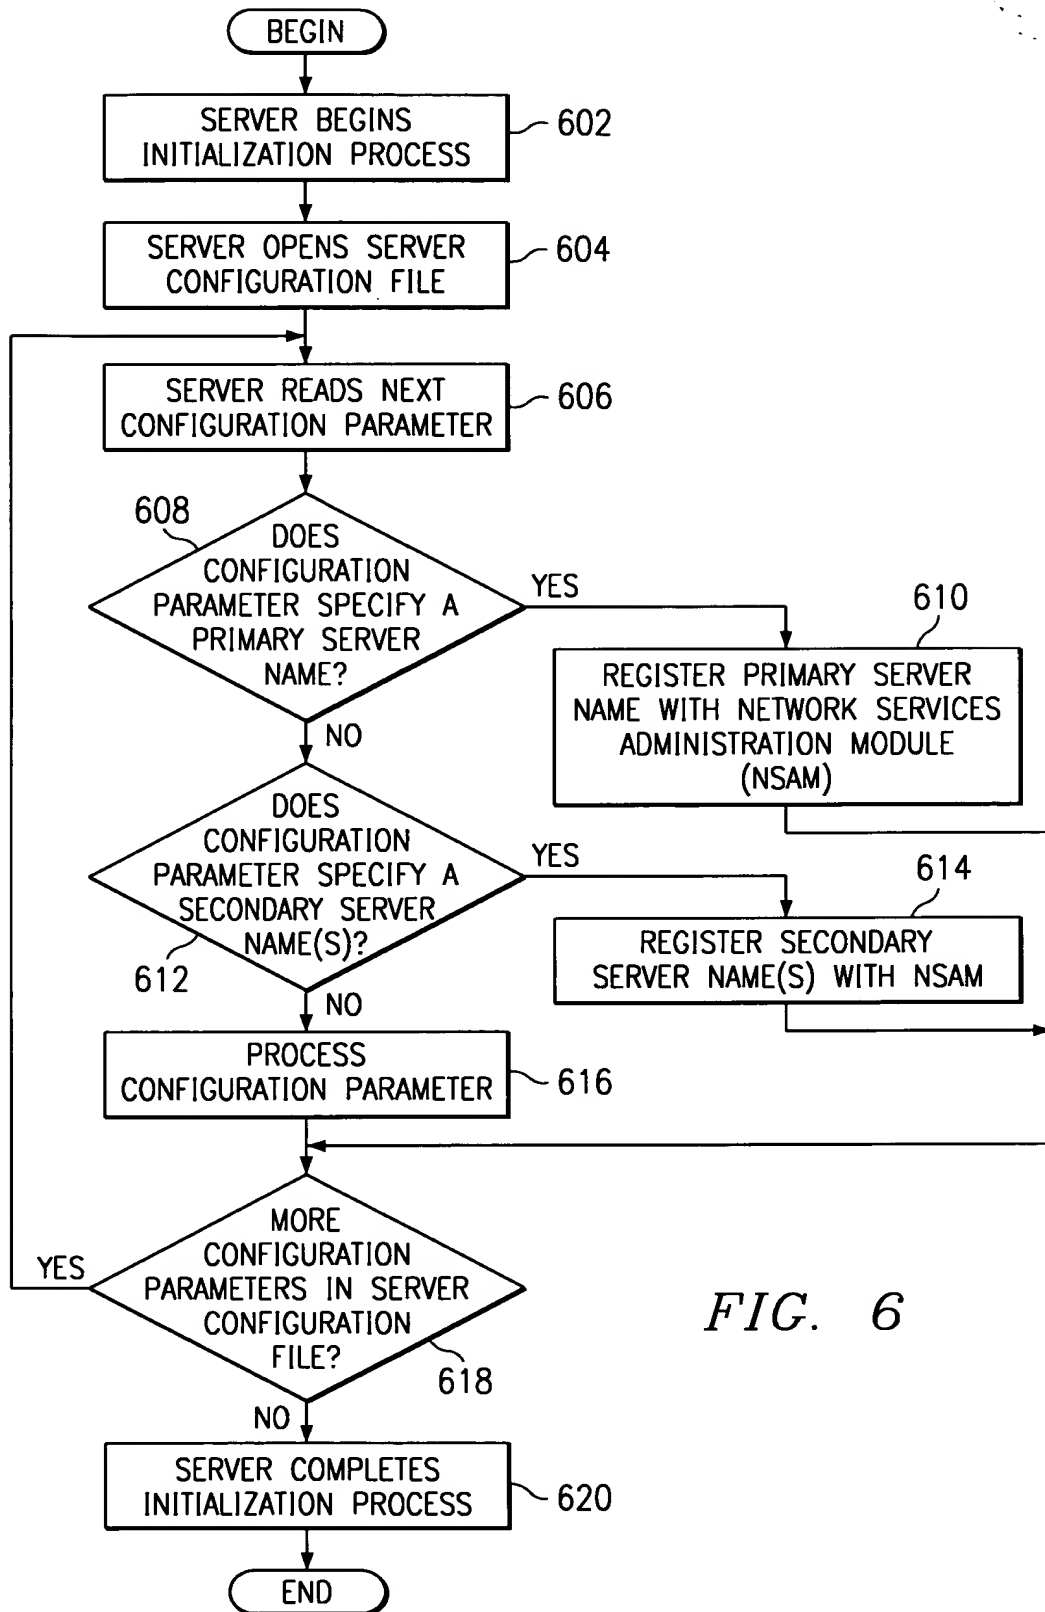 BEGIN
SERVER BEGINS
INITIALIZATION PROCESS
602
SERVER OPENS SERVER
CONFIGURATION FILE
604
SERVER READS NEXT
CONFIGURATION PARAMETER
606
608
DOES
CONFIGURATION
PARAMETER SPECIFY A
PRIMARY SERVER
NAME?
YES
610
REGISTER PRIMARY SERVER
NAME WITH NETWORK SERVICES
ADMINISTRATION MODULE
(NSAM)
NO
DOES
CONFIGURATION
PARAMETER SPECIFY A
SECONDARY SERVER
NAME(S)?
612
YES
614
REGISTER SECONDARY
SERVER NAME(S) WITH NSAM
NO
PROCESS
CONFIGURATION PARAMETER
616
MORE
CONFIGURATION
PARAMETERS IN SERVER
CONFIGURATION
FILE?
YES
618
FIG. 6
NO
SERVER COMPLETES
INITIALIZATION PROCESS
620
END